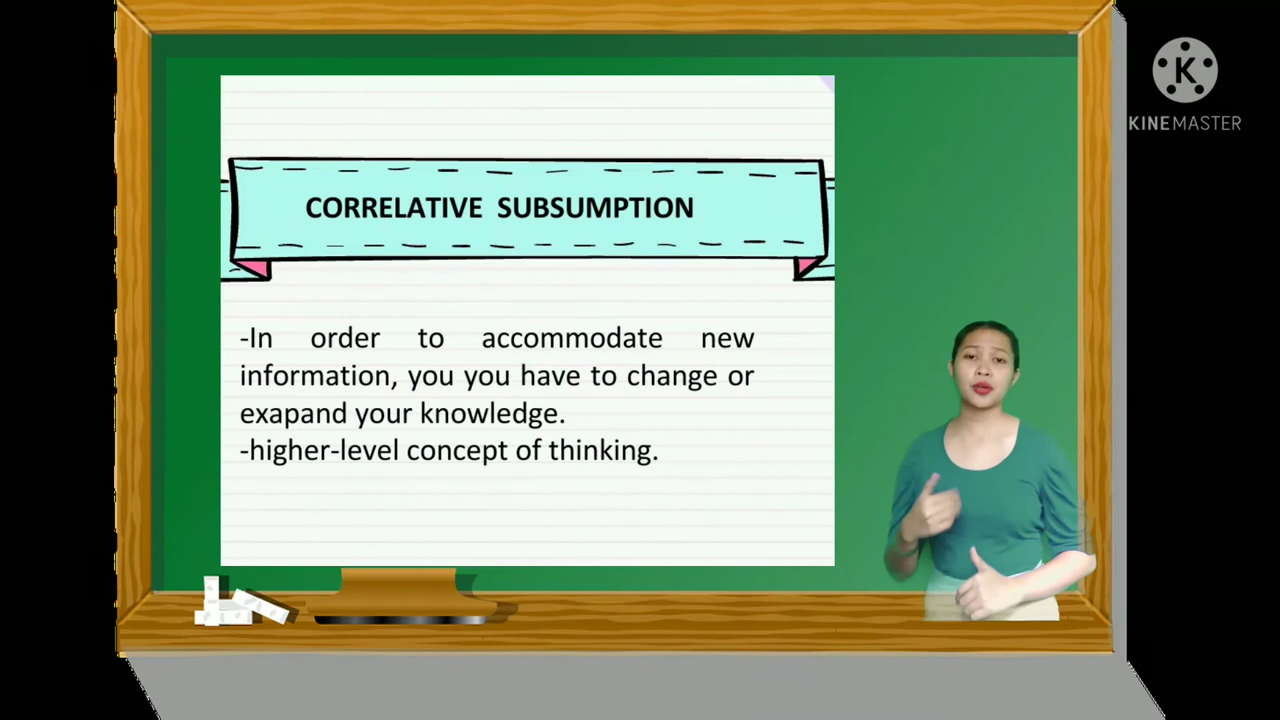 K
KINEMASTER
CORRELATIVE SUBSUMPTION
-In order to accommodate new
information, you you have to change or
exapand your knowledge.
-higher-level concept of thinking.